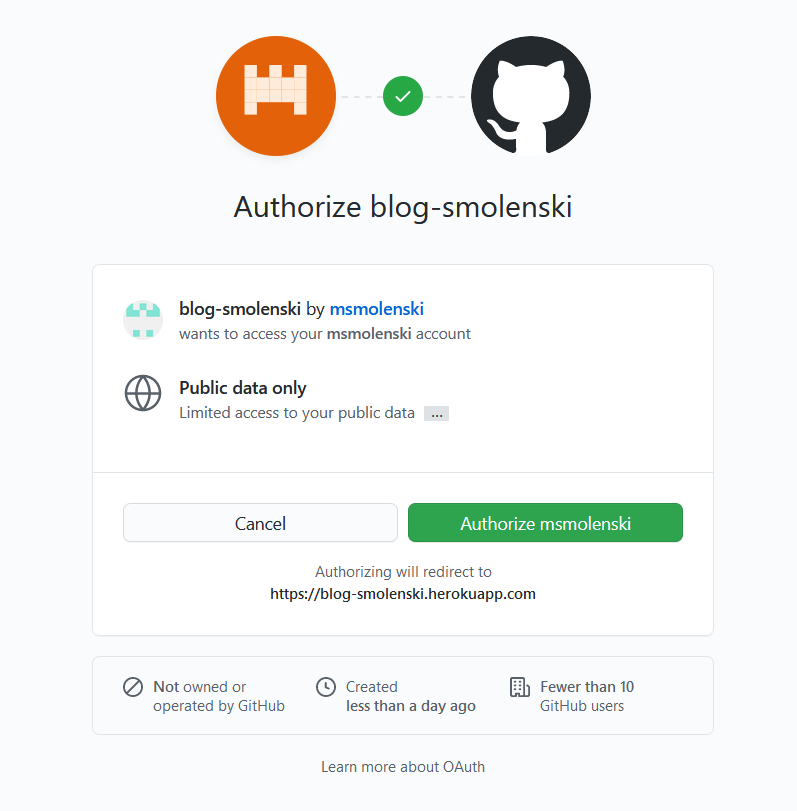 Authorize blog-smolenski
blog-smolenski by msmolenski
wants to access your msmolenski account
Public data only
Limited access to your public data ...
Cancel
Authorize msmolenski
Authorizing will redirect to
https://blog-smolenski.herokuapp.com
Not owned or
operated by GitHub
Created
less than a day ago
Fewer than 10
GitHub users
Learn more about OAuth